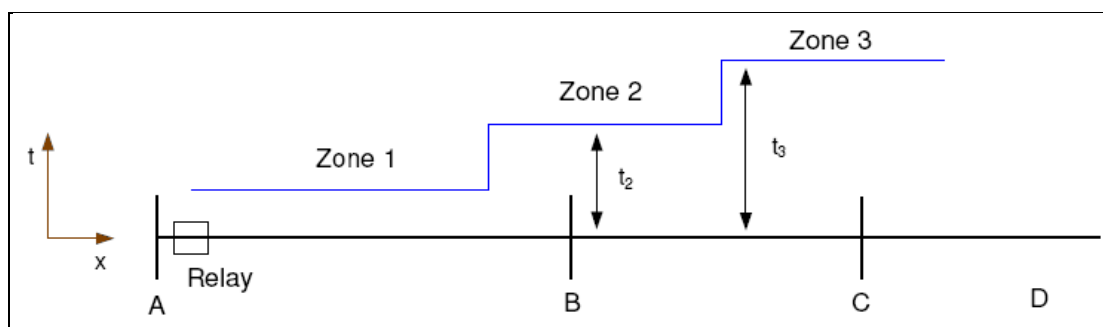 Zone 3
Zone 2
Zone 1
t
t₃
t₂
x
Relay
A
B
C
D